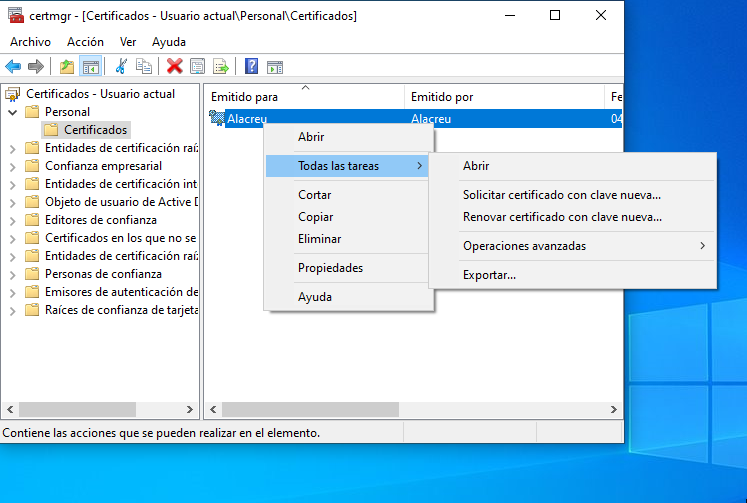 certmgr - [Certificados - Usuario actual\Personal\Certificados]
Archivo Acción Ver Ayuda
Certificados - Usuario actual
Personal
Certificados
Entidades de certificación raíz
Confianza empresarial
Entidades de certificación int
Objeto de usuario de Active D
Editores de confianza
Certificados en los que no se
Entidades de certificación raíz
Personas de confianza
Emisores de autenticación de
Raíces de confianza de tarjeta
Emitido para Emitido por Fe
Alacreu Alacreu 04
Abrir
Todas las tareas
Cortar
Copiar
Eliminar
Propiedades
Ayuda
Abrir
Solicitar certificado con clave nueva...
Renovar certificado con clave nueva...
Operaciones avanzadas
Exportar...
Contiene las acciones que se pueden realizar en el elemento.